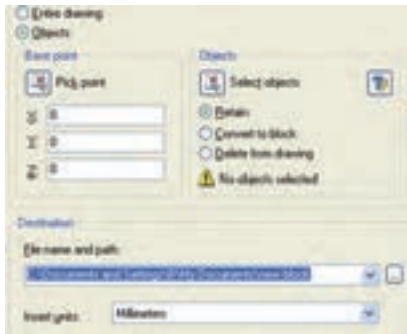 Entire drawing
Objects
Base point
Objects
Pick point
Select objects
X: 0
Y: 0
Z: 0
Retain
Convert to block
Delete from drawing
No objects selected
Destination
File name and path:
Insert units: Millimeters